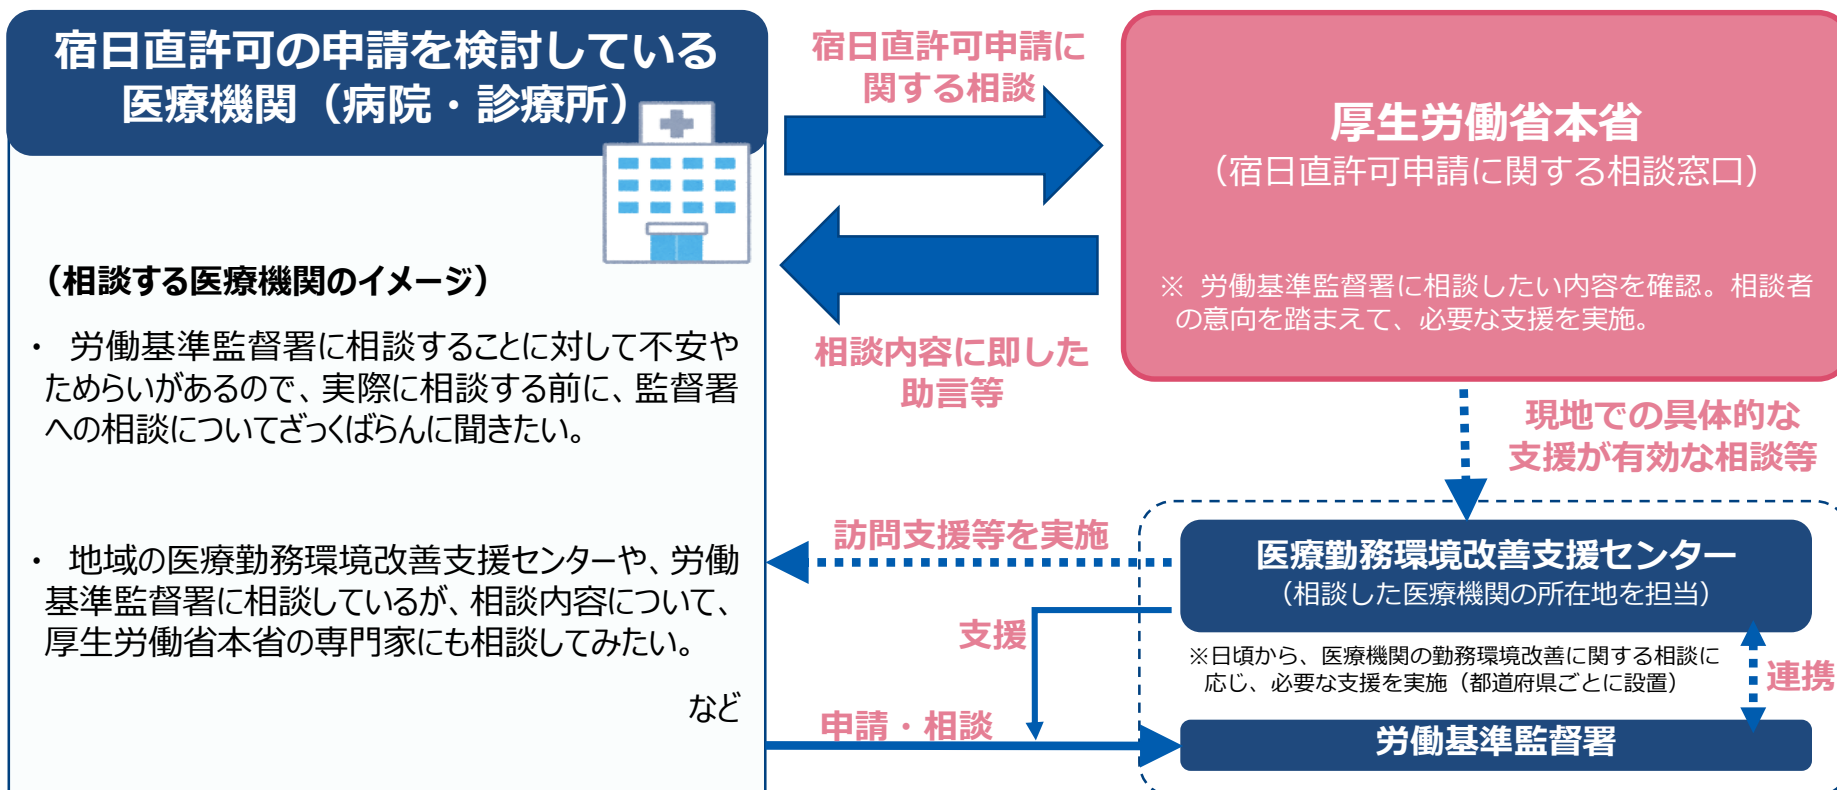 宿日直許可の申請を検討している
医療機関（病院・診療所）
（相談する医療機関のイメージ）
・ 労働基準監督署に相談することに対して不安や
ためらいがあるので、実際に相談する前に、監督署
への相談についてざっくばらんに聞きたい。
・ 地域の医療勤務環境改善支援センターや、労働
基準監督署に相談しているが、相談内容について、
厚生労働省本省の専門家にも相談してみたい。
など
宿日直許可申請に
関する相談
相談内容に即した
助言等
厚生労働省本省
（宿日直許可申請に関する相談窓口）
※ 労働基準監督署に相談したい内容を確認。相談者
の意向を踏まえて、必要な支援を実施。
現地での具体的な
支援が有効な相談等
訪問支援等を実施
医療勤務環境改善支援センター
（相談した医療機関の所在地を担当）
支援
※日頃から、医療機関の勤務環境改善に関する相談に
応じ、必要な支援を実施（都道府県ごとに設置）
連携
申請・相談
労働基準監督署